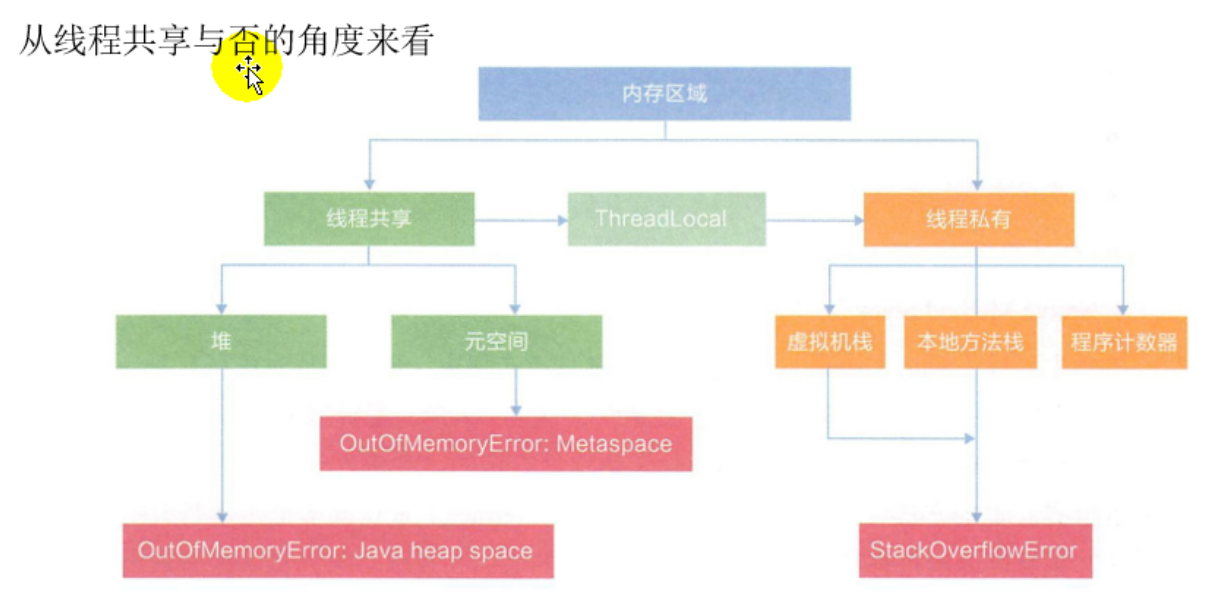 从线程共享与否的角度来看
内存区域
线程共享
ThreadLocal
线程私有
堆
元空间
虚拟机栈
本地方法栈
程序计数器
OutOfMemoryError: Metaspace
OutOfMemoryError: Java heap space
StackOverflowError